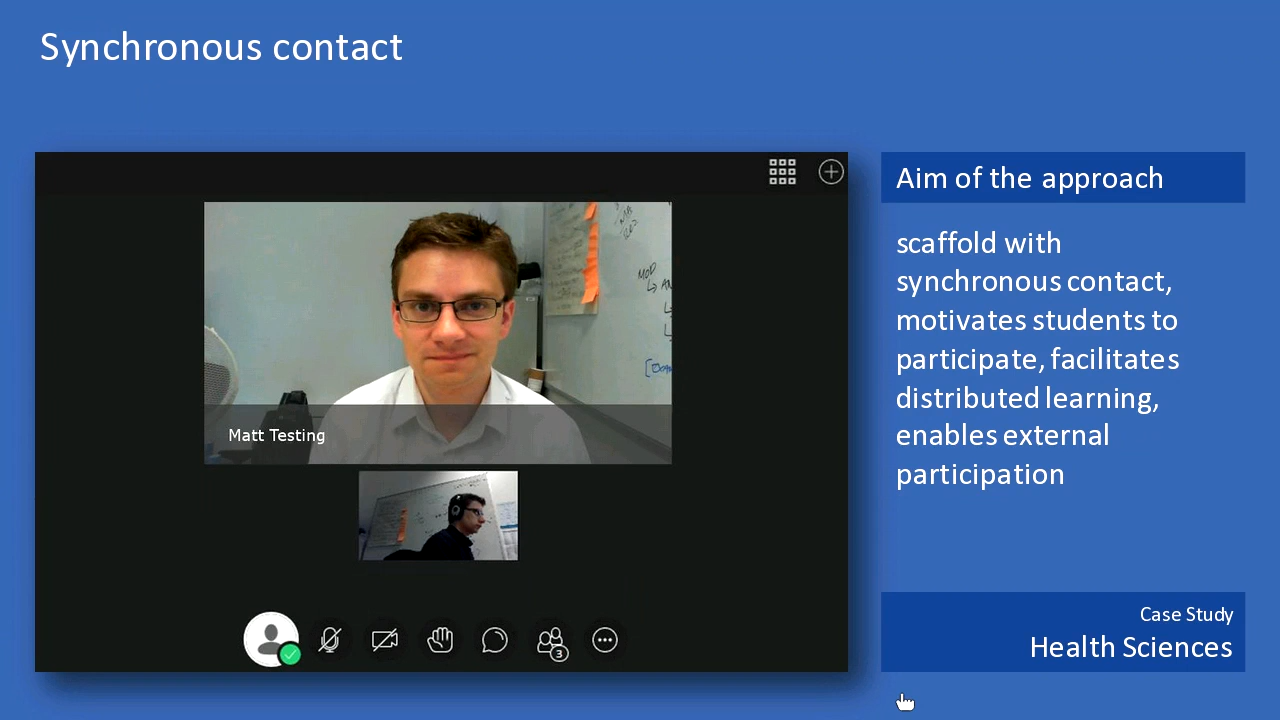 Synchronous contact
Aim of the approach
scaffold with
synchronous contact,
motivates students to
participate, facilitates
distributed learning,
enables external
participation
Matt Testing
3
Case Study
Health Sciences